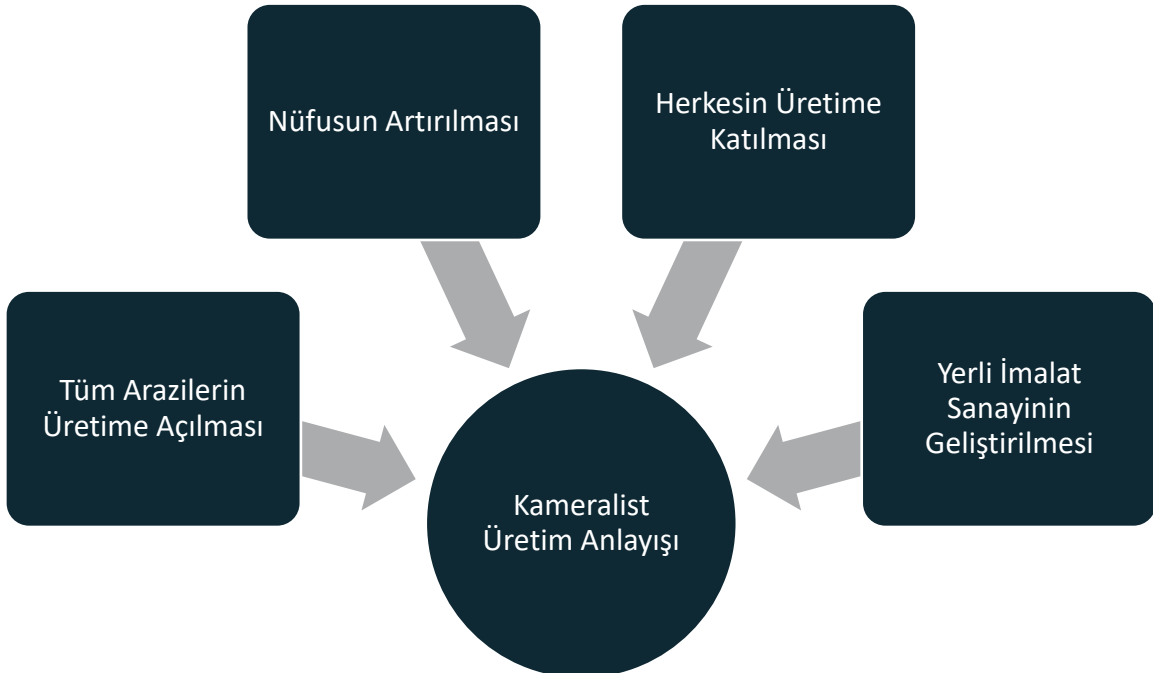 Nüfusun Artırılması
Herkesin Üretime
Katılması
Tüm Arazilerin
Üretime Açılması
Yerli İmalat
Sanayinin
Geliştirilmesi
Kameralist
Üretim Anlayışı